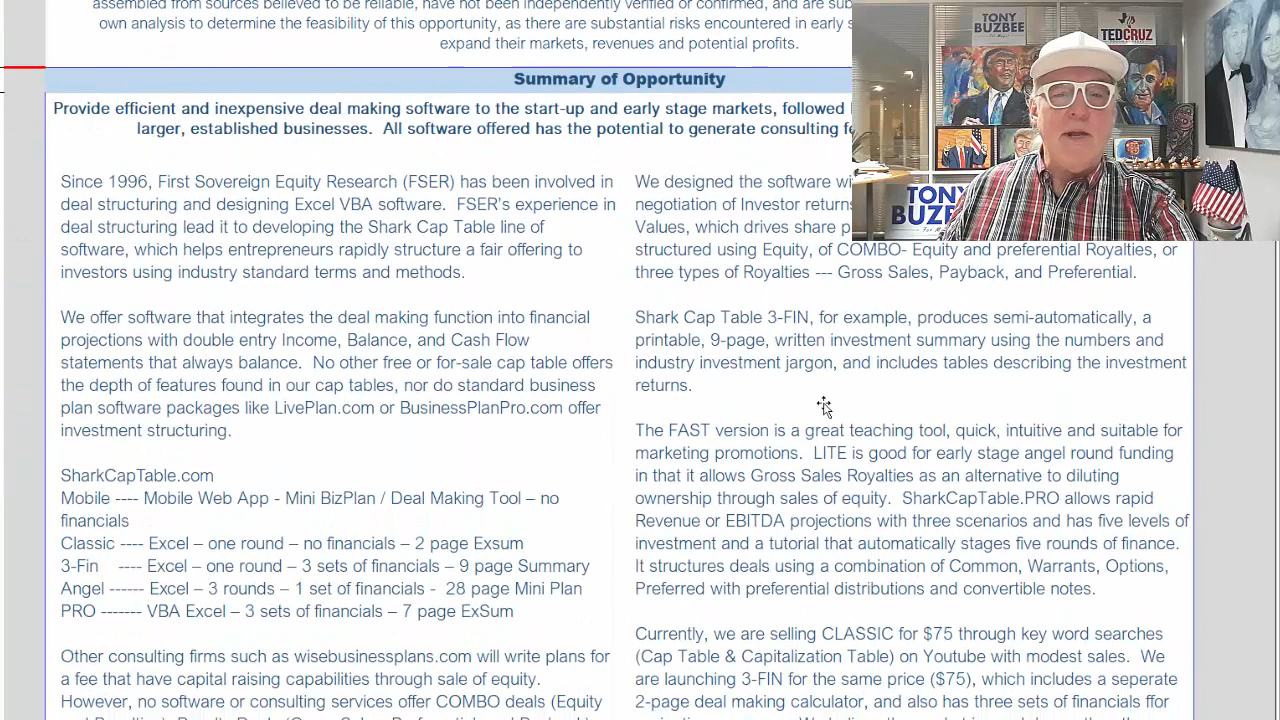 assembled from sources believed to be reliable, have not been independently verified or confirmed, and are sub
own analysis to determine the feasibility of this opportunity, as there are substantial risks encountered in early s
expand their markets, revenues and potential profits.
Summary of Opportunity
Provide efficient and inexpensive deal making software to the start-up and early stage markets, followed
larger, established businesses. All software offered has the potential to generate consulting fe
Since 1996, First Sovereign Equity Research (FSER) has been involved in
deal structuring and designing Excel VBA software. FSER's experience in
deal structuring lead it to developing the Shark Cap Table line of
software, which helps entrepreneurs rapidly structure a fair offering to
investors using industry standard terms and methods.
We offer software that integrates the deal making function into financial
projections with double entry Income, Balance, and Cash Flow
statements that always balance. No other free or for-sale cap table offers
the depth of features found in our cap tables, nor do standard business
plan software packages like LivePlan.com or BusinessPlanPro.com offer
investment structuring.
SharkCapTable.com
Mobile ---- Mobile Web App - Mini BizPlan / Deal Making Tool – no
financials
Classic ---- Excel – one round – no financials – 2 page Exsum
3-Fin ---- Excel – one round – 3 sets of financials – 9 page Summary
Angel ------ Excel – 3 rounds – 1 set of financials - 28 page Mini Plan
PRO ------- VBA Excel – 3 sets of financials – 7 page ExSum
Other consulting firms such as wisebusinessplans.com will write plans for
a fee that have capital raising capabilities through sale of equity.
However, no software or consulting services offer COMBO deals (Equity
We designed the software wi
negotiation of Investor returns
Values, which drives share p
structured using Equity, of COMBO- Equity and preferential Royalties, or
three types of Royalties --- Gross Sales, Payback, and Preferential.
Shark Cap Table 3-FIN, for example, produces semi-automatically, a
printable, 9-page, written investment summary using the numbers and
industry investment jargon, and includes tables describing the investment
returns.
The FAST version is a great teaching tool, quick, intuitive and suitable for
marketing promotions. LITE is good for early stage angel round funding
in that it allows Gross Sales Royalties as an alternative to diluting
ownership through sales of equity. SharkCapTable.PRO allows rapid
Revenue or EBITDA projections with three scenarios and has five levels of
investment and a tutorial that automatically stages five rounds of finance.
It structures deals using a combination of Common, Warrants, Options,
Preferred with preferential distributions and convertible notes.
Currently, we are selling CLASSIC for $75 through key word searches
(Cap Table & Capitalization Table) on Youtube with modest sales. We
are launching 3-FIN for the same price ($75), which includes a seperate
2-page deal making calculator, and also has three sets of financials ffor
TONY
BUZBEE
TED CRUZ
TONY
BUZ